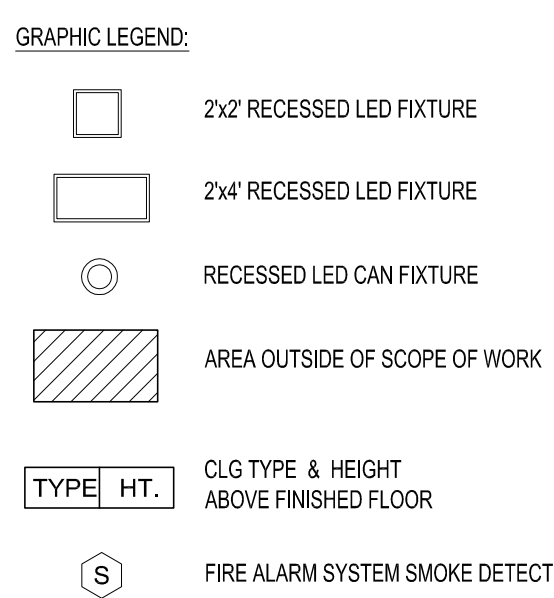 GRAPHIC LEGEND:
2'x2' RECESSED LED FIXTURE
2'x4' RECESSED LED FIXTURE
RECESSED LED CAN FIXTURE
AREA OUTSIDE OF SCOPE OF WORK
TYPE HT. CLG TYPE & HEIGHT
ABOVE FINISHED FLOOR
S FIRE ALARM SYSTEM SMOKE DETECT